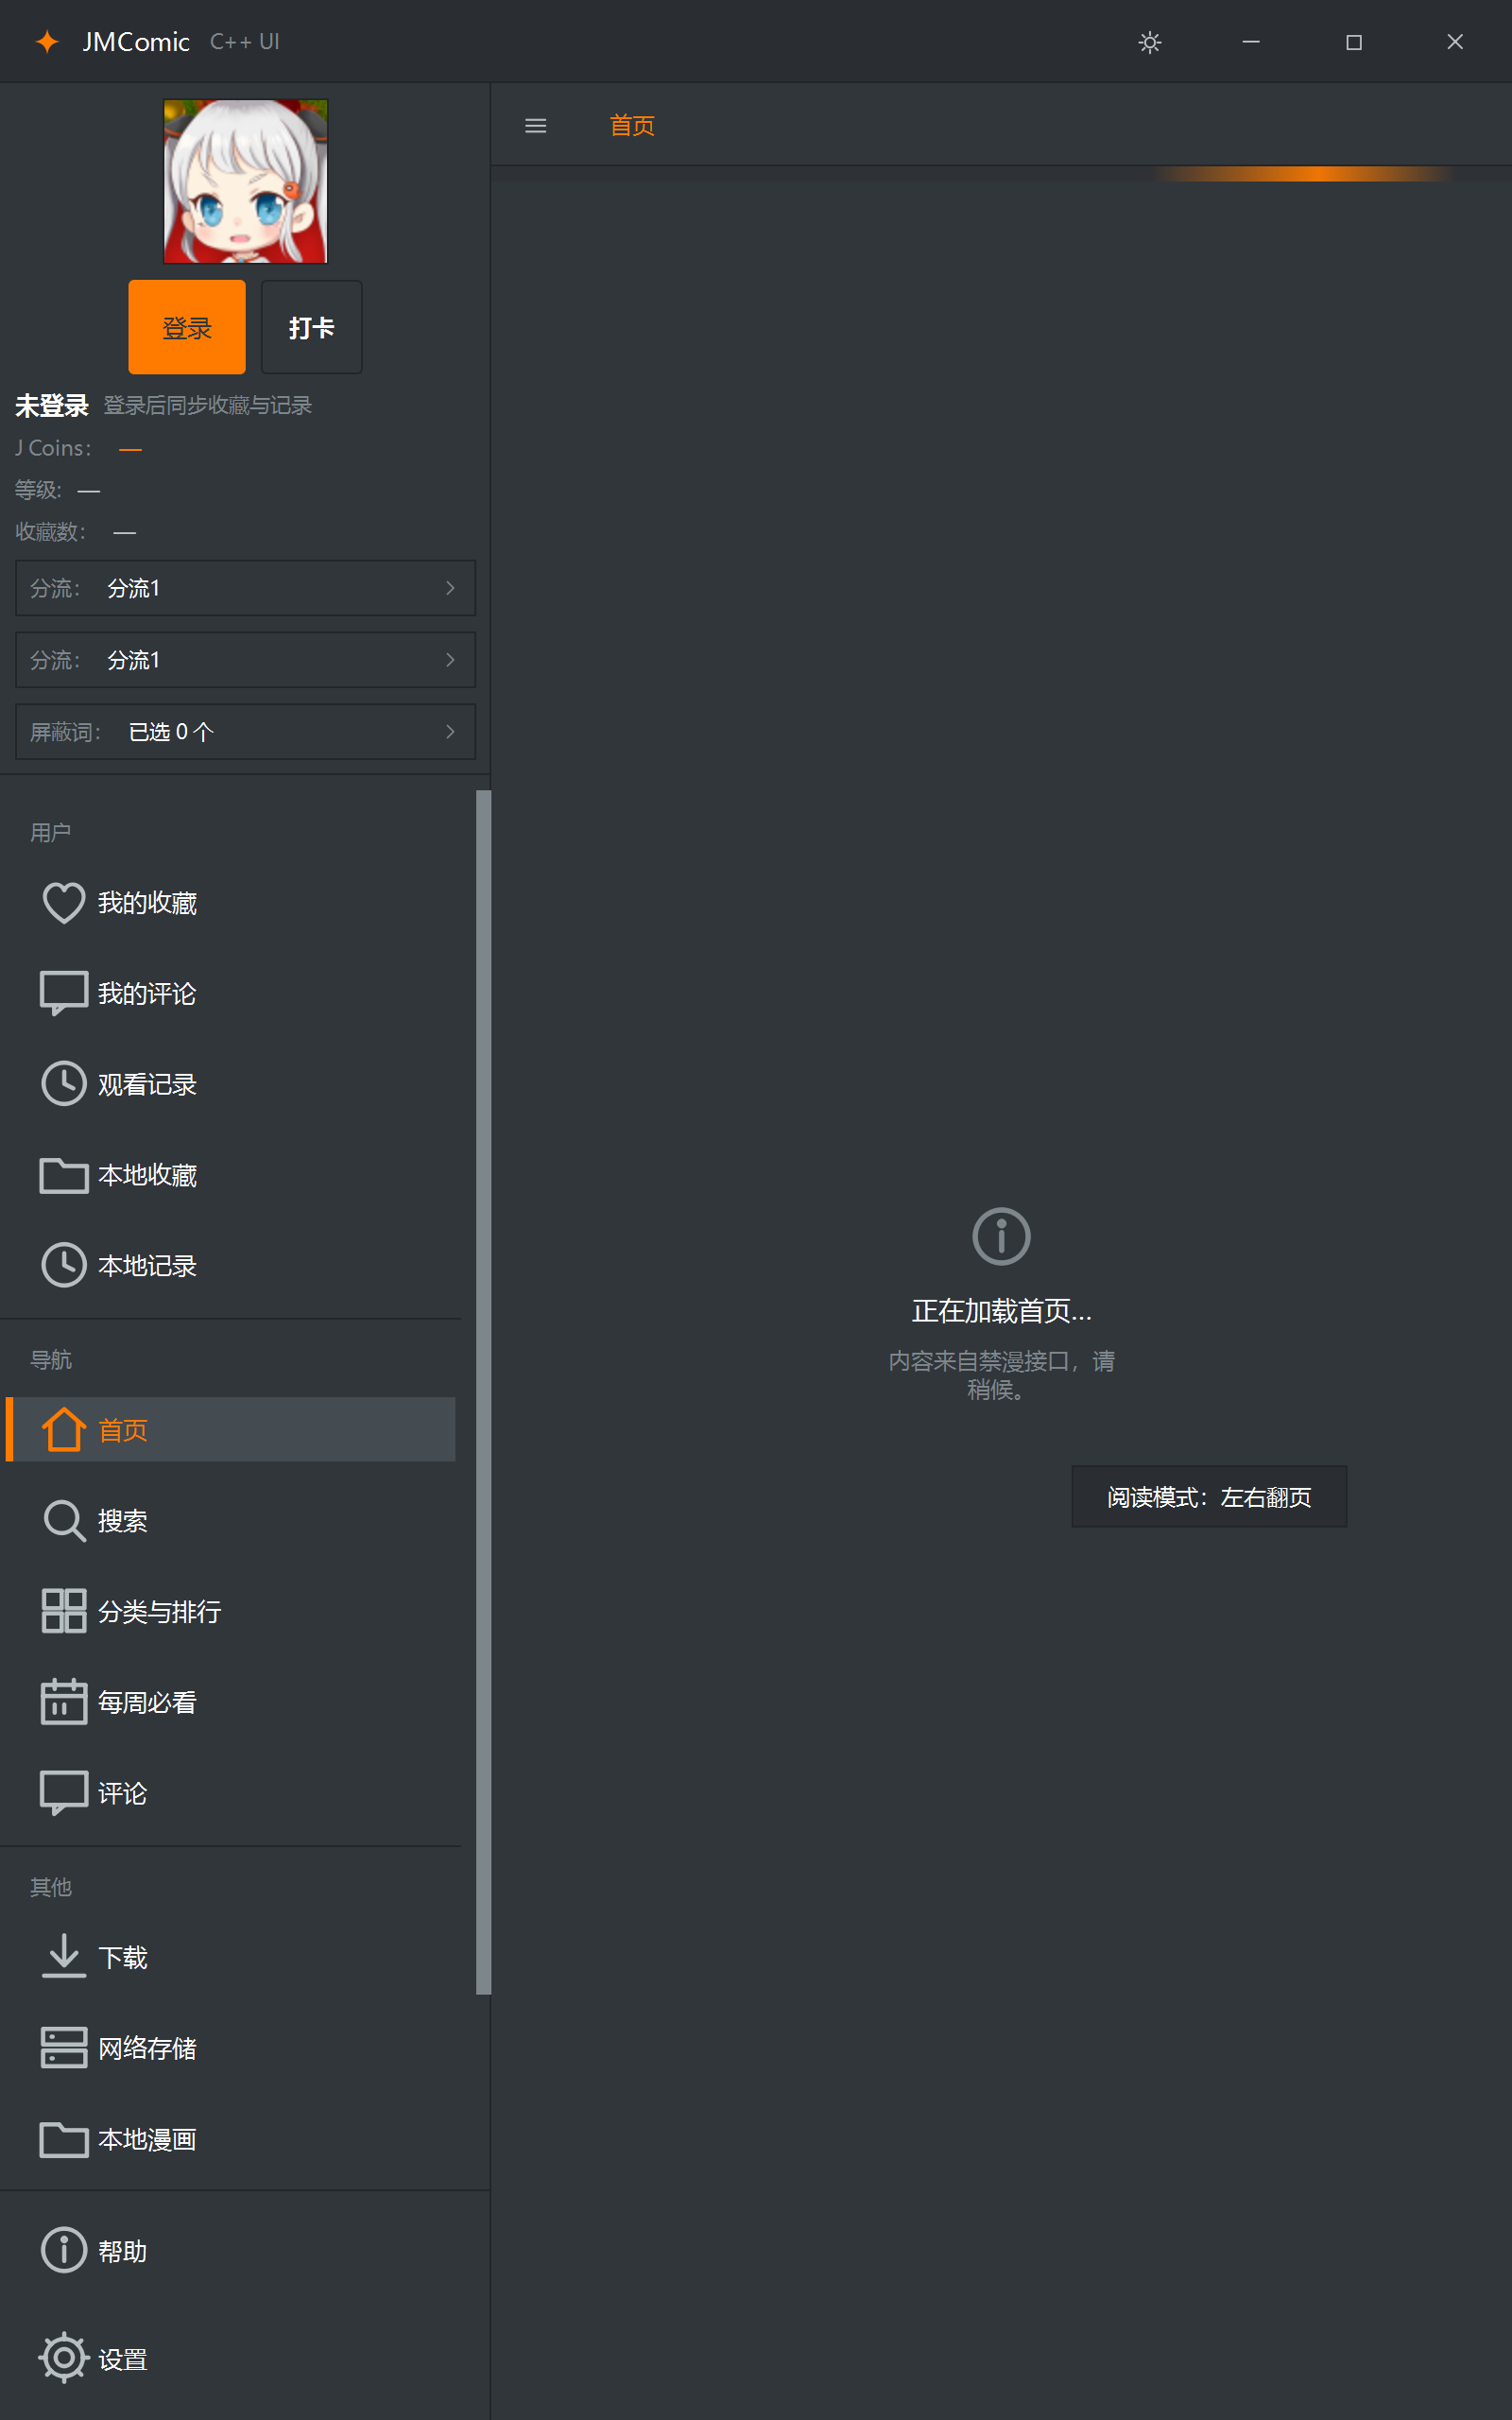 JMComic C++ UI
首页
登录
打卡
未登录 登录后同步收藏与记录
J Coins: —
等级: —
收藏数: —
分流: 分流1
分流: 分流1
屏蔽词: 已选 0 个
用户
我的收藏
我的评论
观看记录
本地收藏
本地记录
导航
首页
搜索
分类与排行
每周必看
评论
其他
下载
网络存储
本地漫画
帮助
设置
正在加载首页...
内容来自禁漫接口，请
稍候。
阅读模式：左右翻页